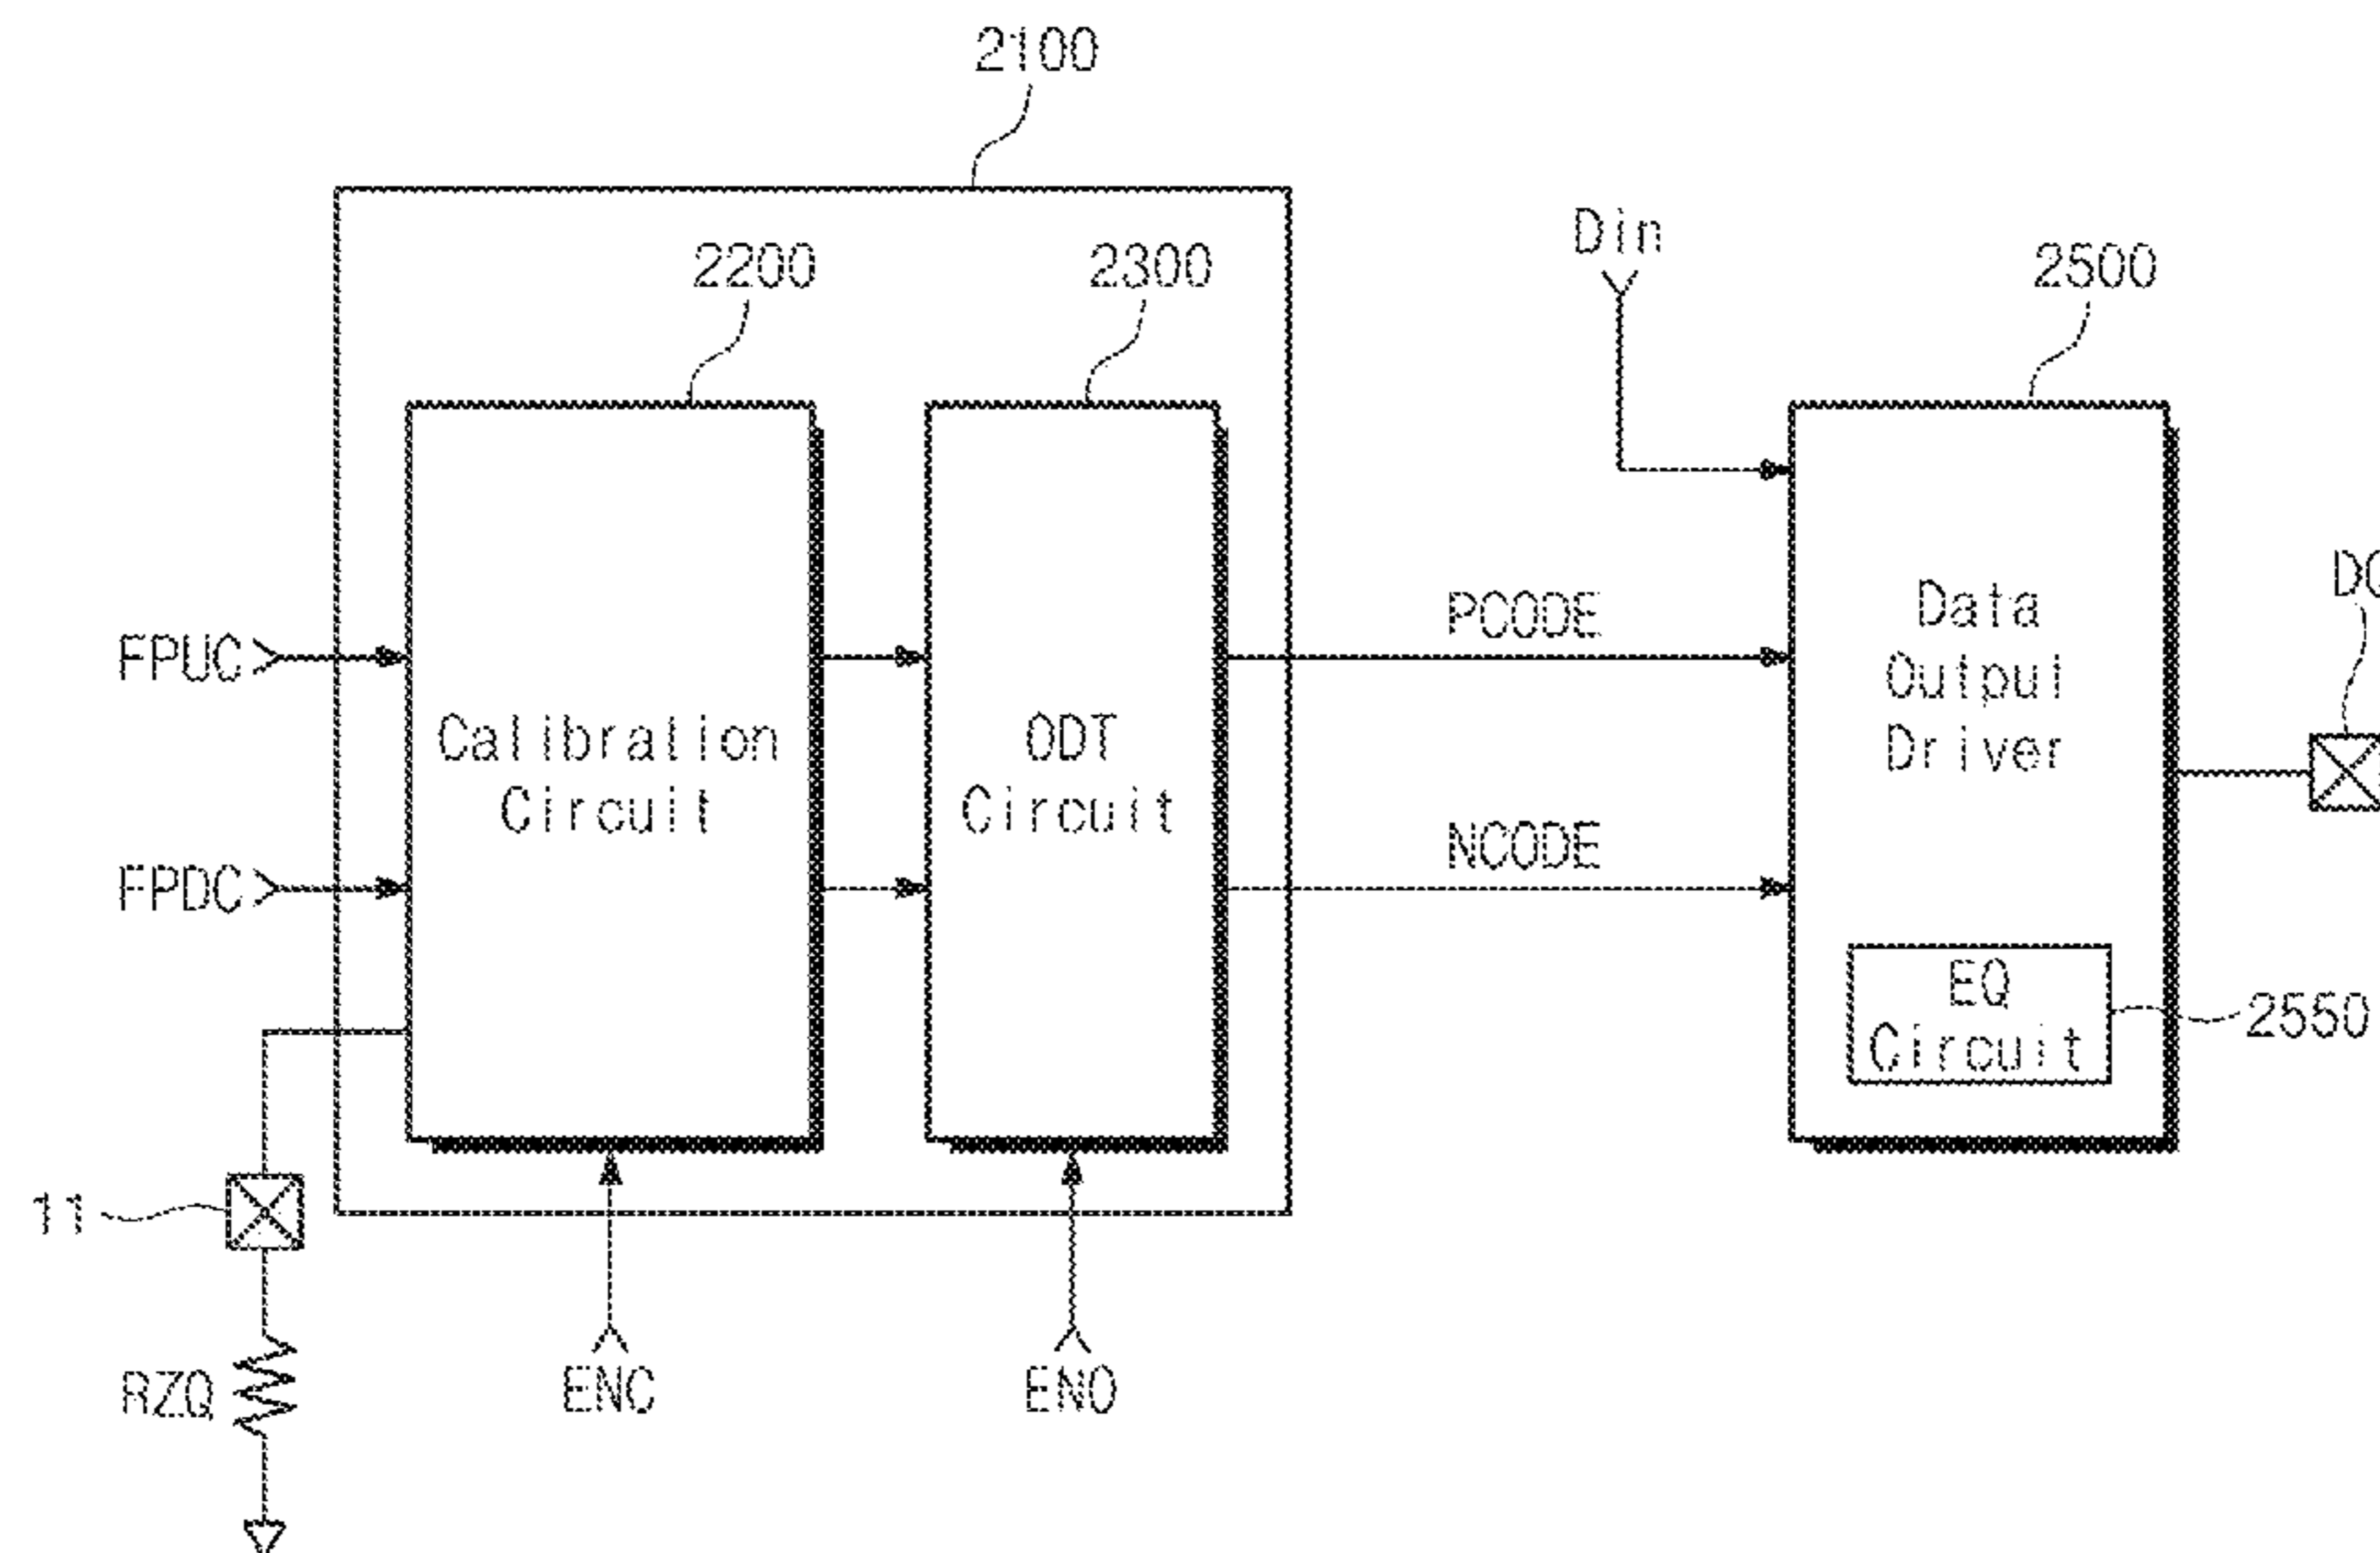 2100
2200
2300
Din
2500
FPUC
FPDC
Calibration
Circuit
ODT
Circuit
PCODE
NCODE
Data
Output
Driver
EQ
Circuit
2550
11
RZQ
ENC
ENO